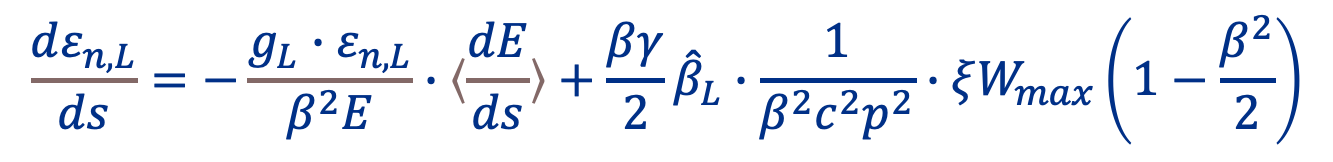 dε_{n,L}/ds = − (g_L · ε_{n,L})/(β²E) · ⟨dE/ds⟩ + (βγ/2) β̂_L · 1/(β²c²p²) · ξW_{max} (1 − β²/2)